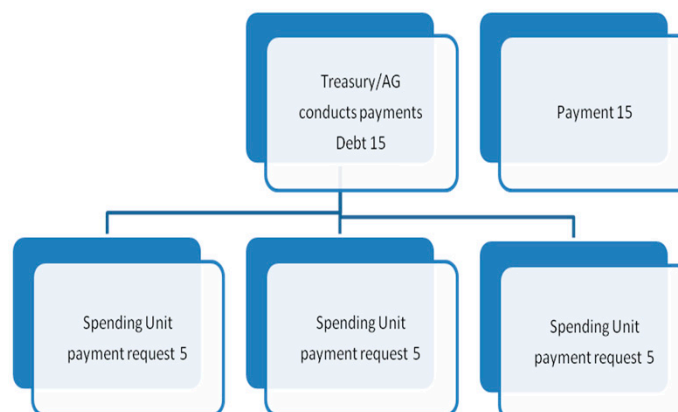 Treasury/AG
conducts payments
Debt 15
Payment 15
Spending Unit
payment request 5
Spending Unit
payment request 5
Spending Unit
payment request 5